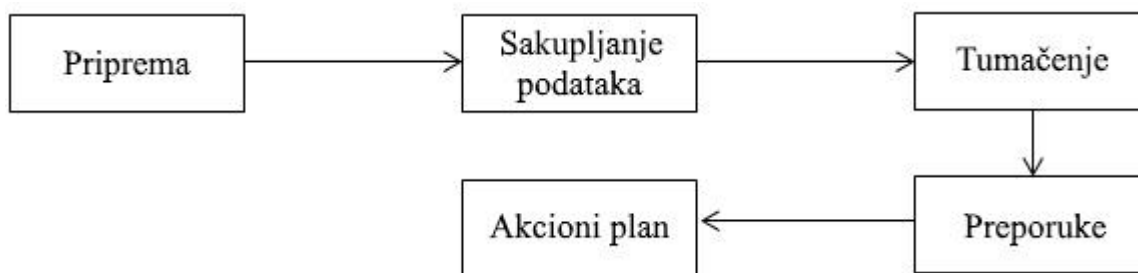 Priprema
Sakupljanje
podataka
Tumačenje
Preporuke
Akcioni plan